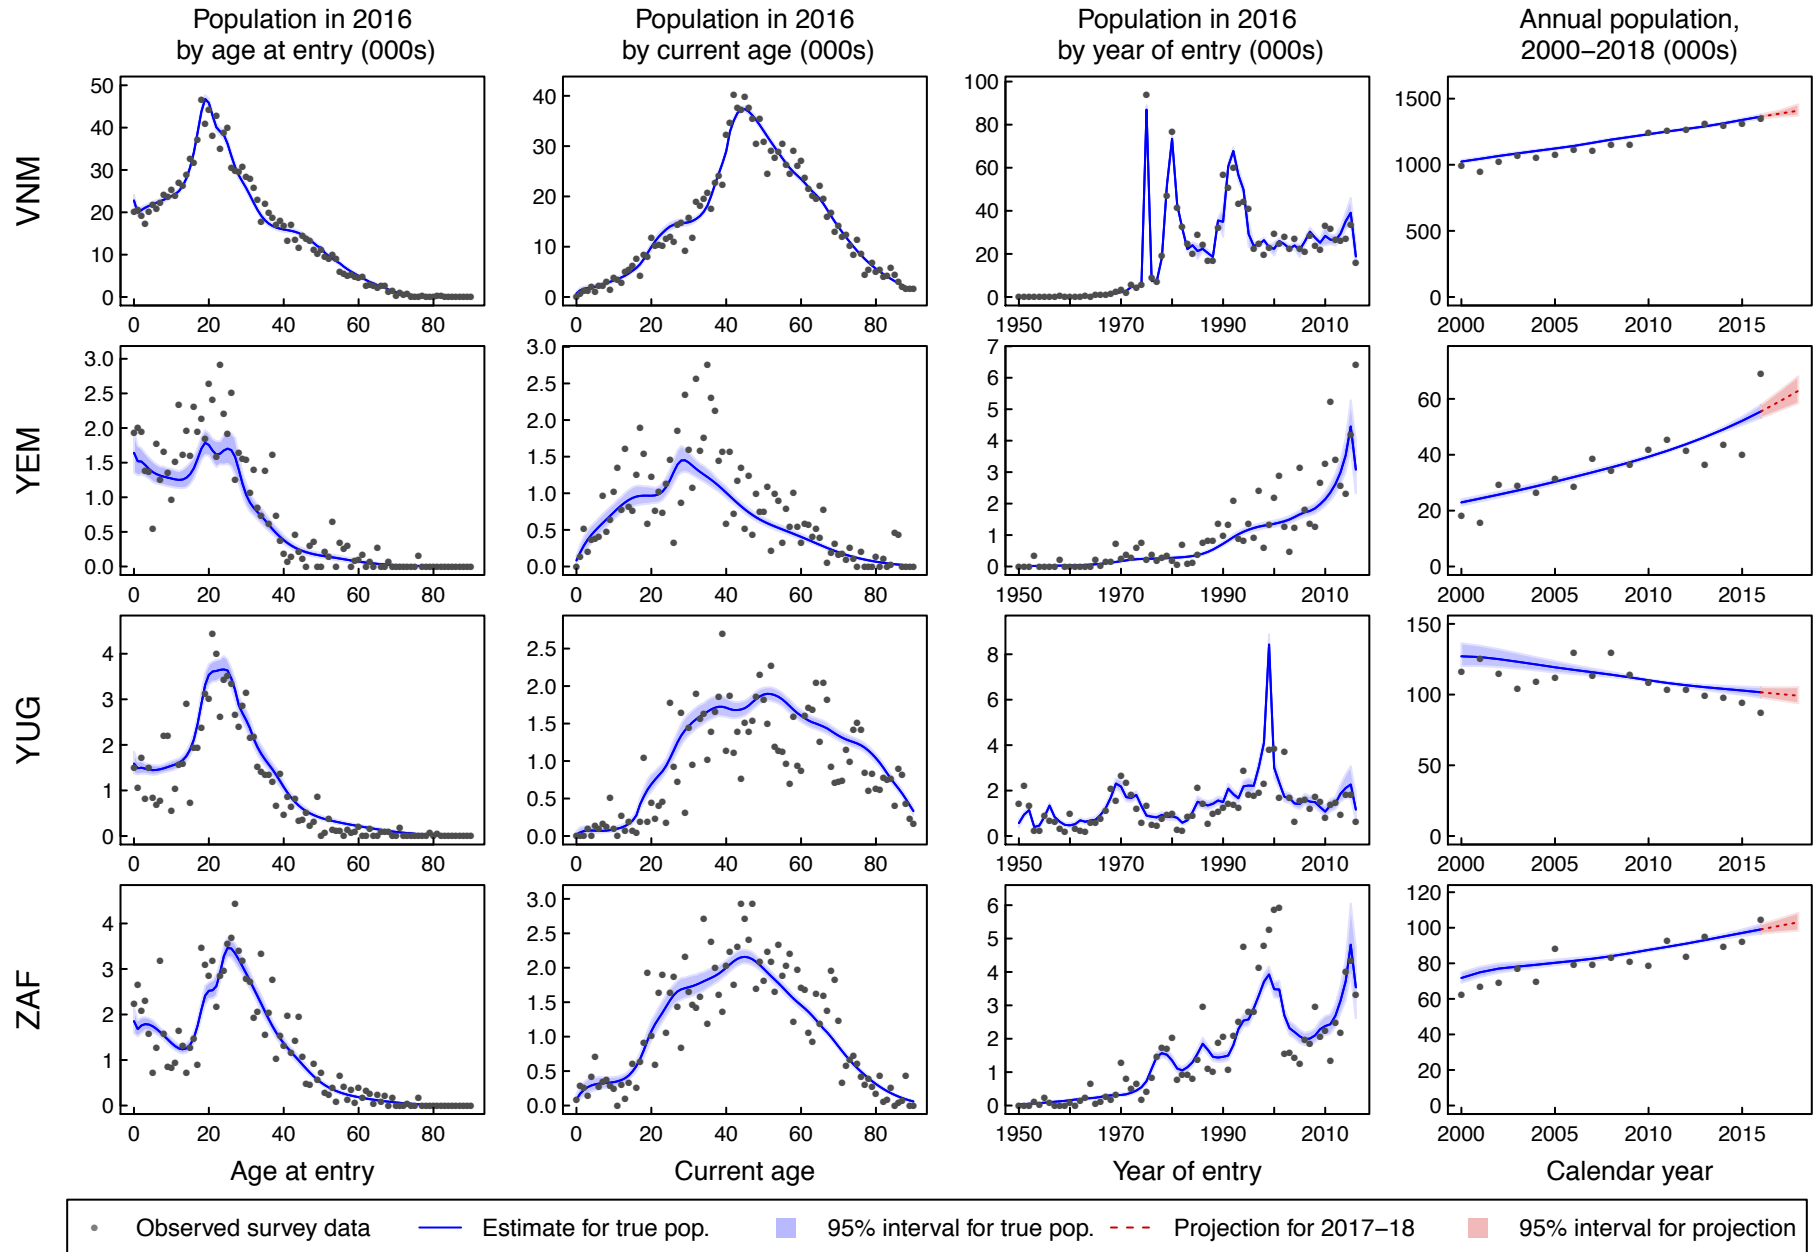 Population in 2016
by age at entry (000s)
Population in 2016
by current age (000s)
Population in 2016
by year of entry (000s)
Annual population,
2000−2018 (000s)
VNM
50
40
30
20
10
0
0 20 40 60 80
40
30
20
10
0
0 20 40 60 80
100
80
60
40
20
0
1950 1970 1990 2010
1500
1000
500
0
2000 2005 2010 2015
YEM
3.0
2.5
2.0
1.5
1.0
0.5
0.0
0 20 40 60 80
3.0
2.5
2.0
1.5
1.0
0.5
0.0
0 20 40 60 80
7
6
5
4
3
2
1
0
1950 1970 1990 2010
60
40
20
0
2000 2005 2010 2015
YUG
4
3
2
1
0
0 20 40 60 80
2.5
2.0
1.5
1.0
0.5
0.0
0 20 40 60 80
8
6
4
2
0
1950 1970 1990 2010
150
100
50
0
2000 2005 2010 2015
ZAF
4
3
2
1
0
0 20 40 60 80
3.0
2.5
2.0
1.5
1.0
0.5
0.0
0 20 40 60 80
6
5
4
3
2
1
0
1950 1970 1990 2010
120
100
80
60
40
20
0
2000 2005 2010 2015
Age at entry
Current age
Year of entry
Calendar year
Observed survey data
Estimate for true pop.
95% interval for true pop.
Projection for 2017−18
95% interval for projection